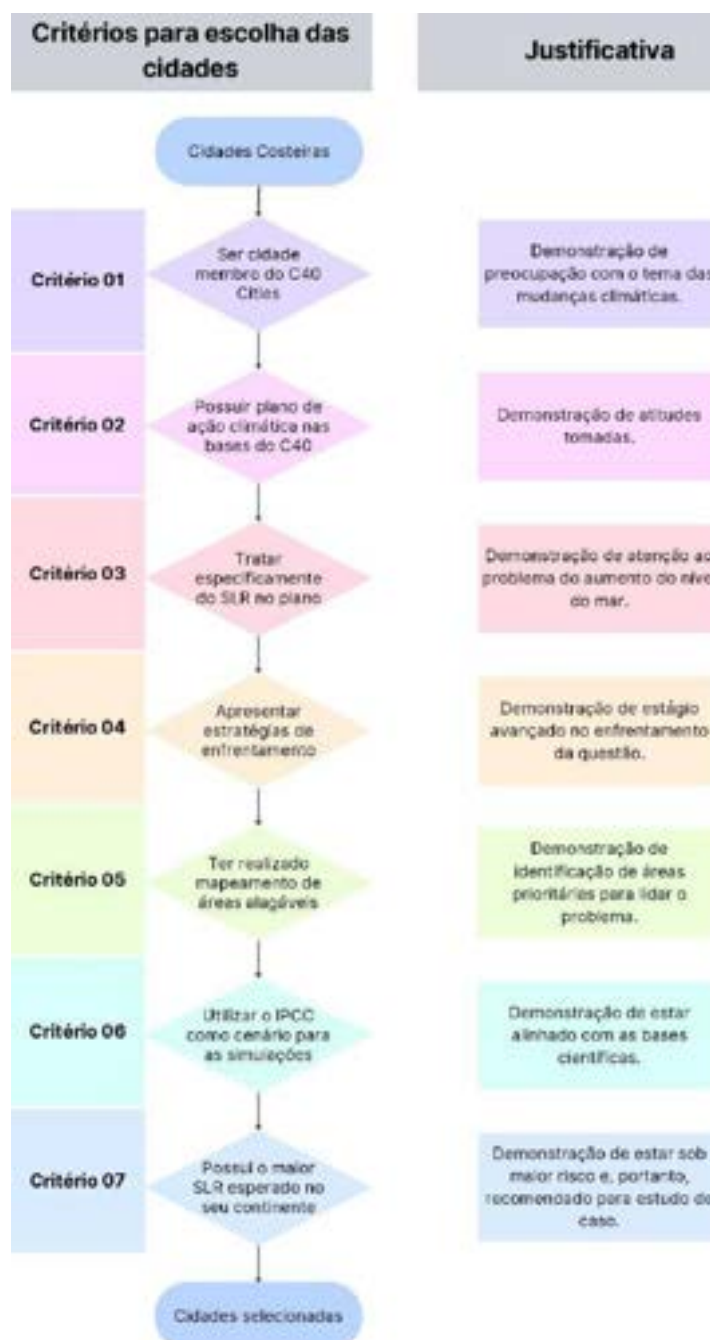 Critérios para escolha das
cidades
Justificativa
Cidades Costeiras
Critério 01
Ser cidade
membro do C40
Cities
Demonstração de
preocupação com o tema das
mudanças climáticas.
Critério 02
Possuir plano de
ação climática nas
bases do C40
Demonstração de atitudes
tomadas.
Critério 03
Tratar
especificamente
do SLR no plano
Demonstração de atenção ao
problema do aumento do níve
do mar.
Critério 04
Apresentar
estratégias de
enfrentamento
Demonstração de estágio
avançado no enfrentamento
da questão.
Critério 05
Ter realizado
mapeamento de
áreas alagáveis
Demonstração de
identificação de áreas
prioritárias para lidar o
problema.
Critério 06
Utilizar o IPCC
como cenário para
as simulações
Demonstração de estar
alinhado com as bases
científicas.
Critério 07
Possui o maior
SLR esperado no
seu continente
Demonstração de estar sob
maior risco e, portanto,
recomendado para estudo de
caso.
Cidades selecionadas